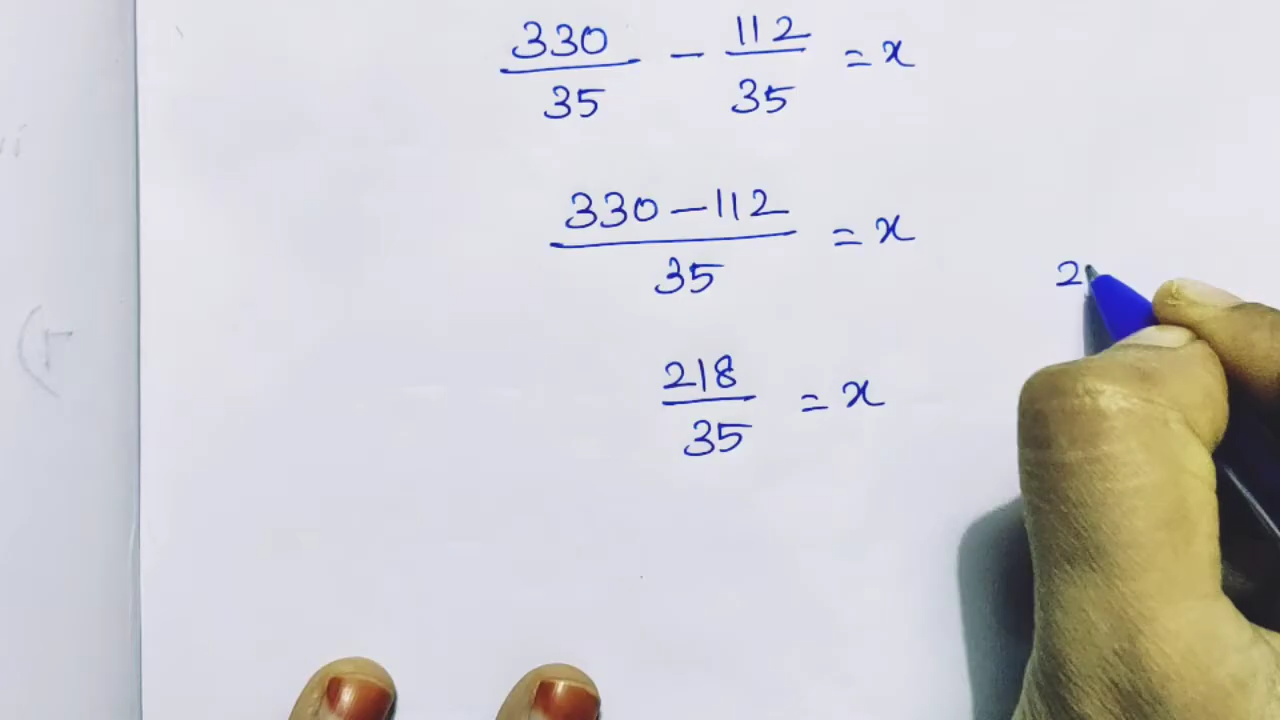 330/35 - 112/35 = x
330 - 112/35 = x
2
218/35 = x